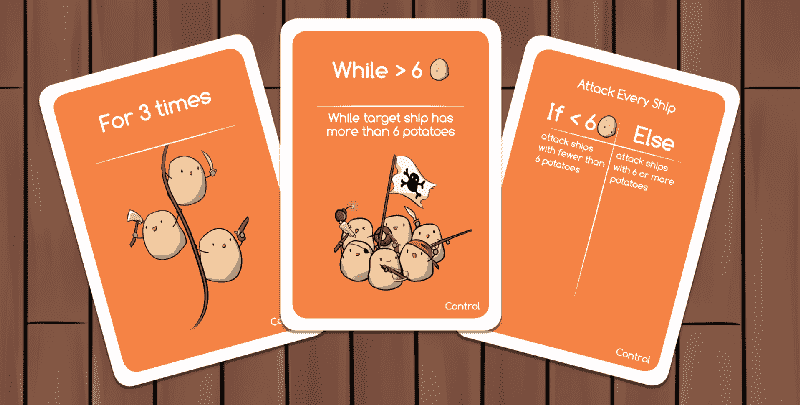 For 3 times
While > 6
While target ship has
more than 6 potatoes
Control
Attack Every Ship
If < 6
Else
attack ships
with fewer than
6 potatoes
attack ships
with 6 or more
potatoes
Control